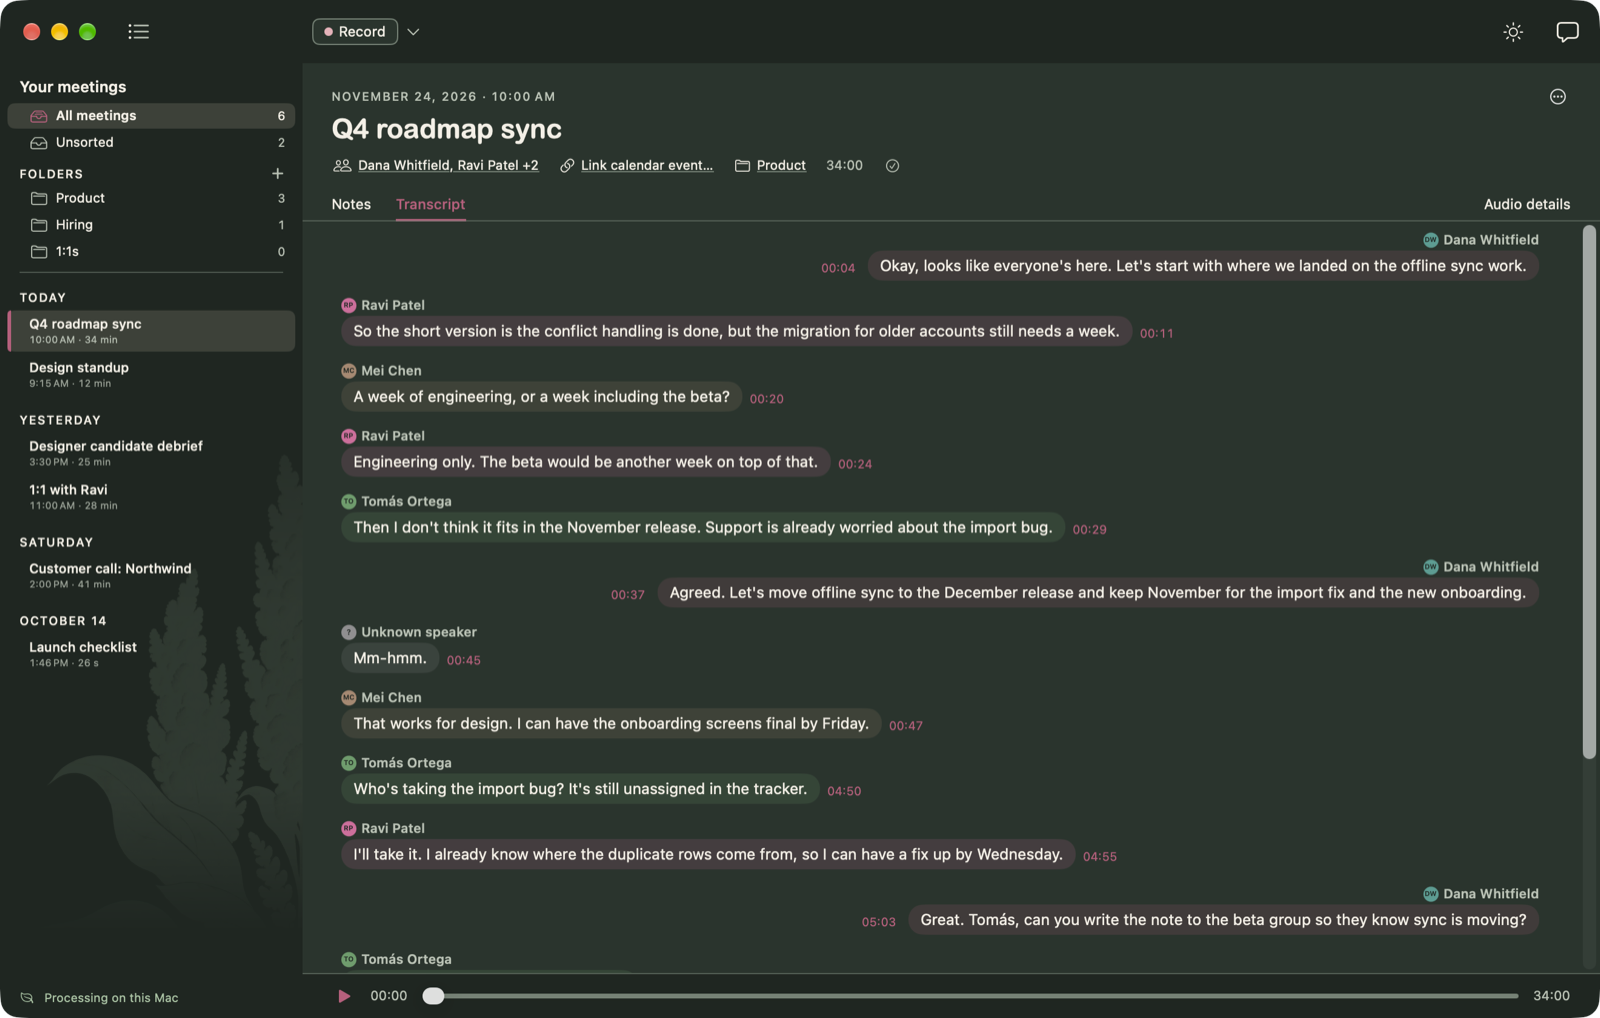 Record
Your meetings
All meetings 6
Unsorted 2
FOLDERS
Product 3
Hiring 1
1:1s 0
TODAY
Q4 roadmap sync
10:00 AM · 34 min
Design standup
9:15 AM · 12 min
YESTERDAY
Designer candidate debrief
3:30 PM · 25 min
1:1 with Ravi
11:00 AM · 28 min
SATURDAY
Customer call: Northwind
2:00 PM · 41 min
OCTOBER 14
Launch checklist
1:46 PM · 26 s
Processing on this Mac
NOVEMBER 24, 2026 · 10:00 AM
Q4 roadmap sync
Dana Whitfield, Ravi Patel +2 Link calendar event... Product 34:00
Notes Transcript Audio details
DW Dana Whitfield
00:04 Okay, looks like everyone's here. Let's start with where we landed on the offline sync work.
RP Ravi Patel
So the short version is the conflict handling is done, but the migration for older accounts still needs a week. 00:11
MC Mei Chen
A week of engineering, or a week including the beta? 00:20
RP Ravi Patel
Engineering only. The beta would be another week on top of that. 00:24
TO Tomás Ortega
Then I don't think it fits in the November release. Support is already worried about the import bug. 00:29
DW Dana Whitfield
00:37 Agreed. Let's move offline sync to the December release and keep November for the import fix and the new onboarding.
? Unknown speaker
Mm-hmm. 00:45
MC Mei Chen
That works for design. I can have the onboarding screens final by Friday. 00:47
TO Tomás Ortega
Who's taking the import bug? It's still unassigned in the tracker. 04:50
RP Ravi Patel
I'll take it. I already know where the duplicate rows come from, so I can have a fix up by Wednesday. 04:55
DW Dana Whitfield
05:03 Great. Tomás, can you write the note to the beta group so they know sync is moving?
TO Tomás Ortega
00:00 34:00